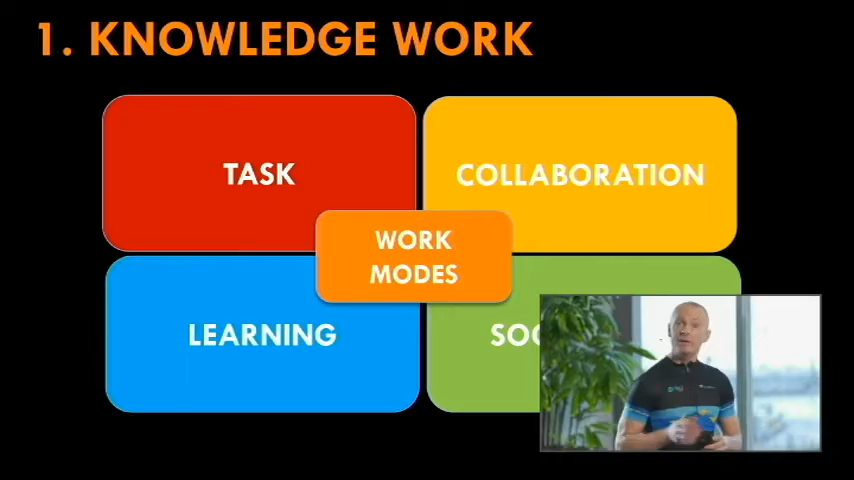 1. KNOWLEDGE WORK
TASK
COLLABORATION
WORK
MODES
LEARNING